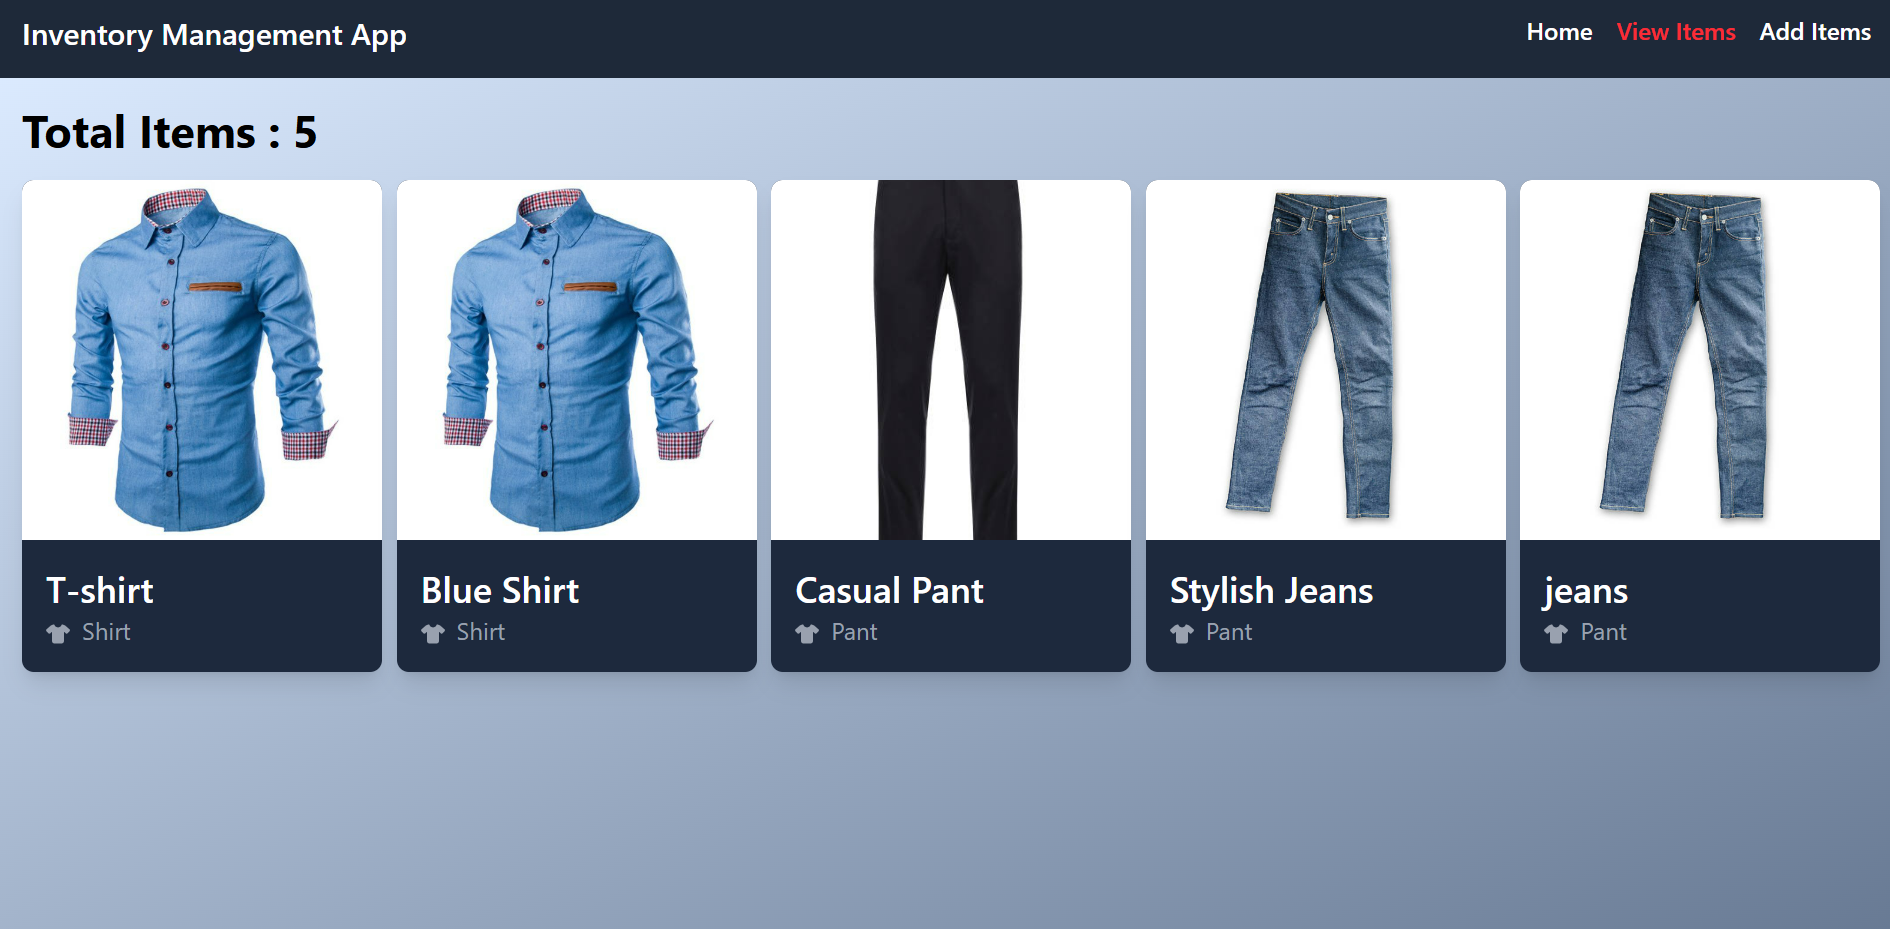 Inventory Management App
Home View Items Add Items
Total Items : 5
T-shirt
Shirt
Blue Shirt
Shirt
Casual Pant
Pant
Stylish Jeans
Pant
jeans
Pant